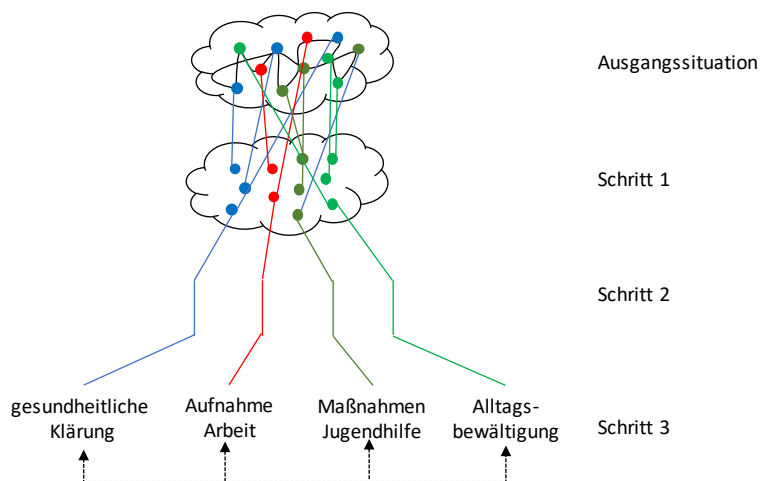 Ausgangssituation
Schritt 1
Schritt 2
gesundheitliche
Klärung
Aufnahme
Arbeit
Maßnahmen
Jugendhilfe
Alltags-
bewältigung
Schritt 3